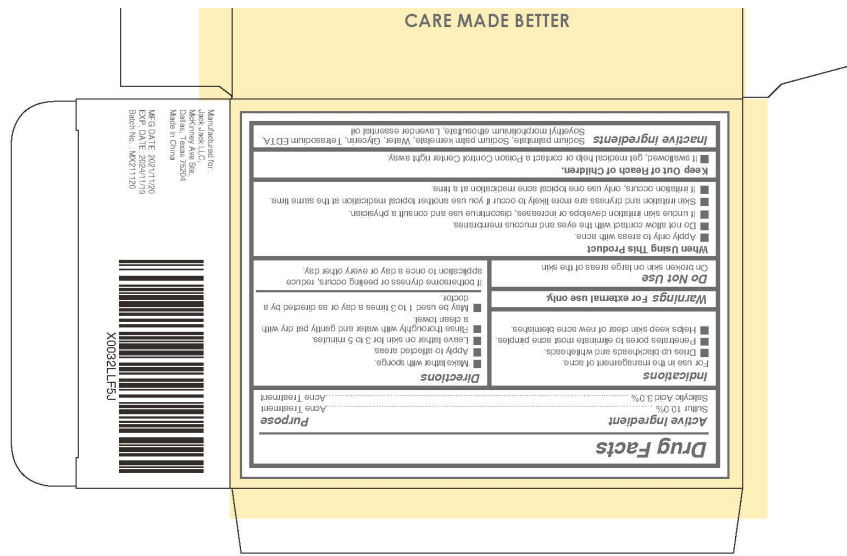 CARE MADE BETTER
Drug Facts
Active Ingredient Purpose
Sulfur 10.0% Acne Treatment
Salicylic Acid 3.0% Acne Treatment
Indications
For use in the management of acne.
■ Dries up blackheads and whiteheads.
■ Penetrates pores to eliminate most acne pimples.
■ Helps keep skin clear of new acne blemishes.
Warnings For external use only.
Do Not Use
On broken skin on large areas of the skin
Directions
■ Make lather with sponge.
■ Apply to affected areas.
■ Leave lather on skin for 3 to 5 minutes.
■ Rinse thoroughly with water and gently pat dry with
a clean towel.
■ May be used 1 to 3 times a day or as directed by a
doctor.
If bothersome dryness or peeling occurs, reduce
application to once a day or every other day.
When Using This Product
■ Apply only to areas with acne.
■ Do not allow contact with the eyes and mucous membranes.
■ If undue skin irritation develops or increases, discontinue use and consult a physician.
■ Skin irritation and dryness are more likely to occur if you use another topical medication at the same time.
■ If irritation occurs, only use one topical acne medication at a time.
Keep Out of Reach of Children.
■ If swallowed, get medical help or contact a Poison Control Center right away.
Inactive ingredients Sodium palmitate, Sodium palm kernelate, Water, Glycerin, Tetrasodium EDTA,
Soyethyl morpholinium ethosulfate, Lavender essential oil
Manufactured for:
Jack Jack LLC,
McKinney Ave Ste,
Dallas, Texas 75204
Made in China
MFG DATE: 2021/11/20
EXP. DATE: 2024/11/19
Batch No. : MX211120
X0032LLF5J